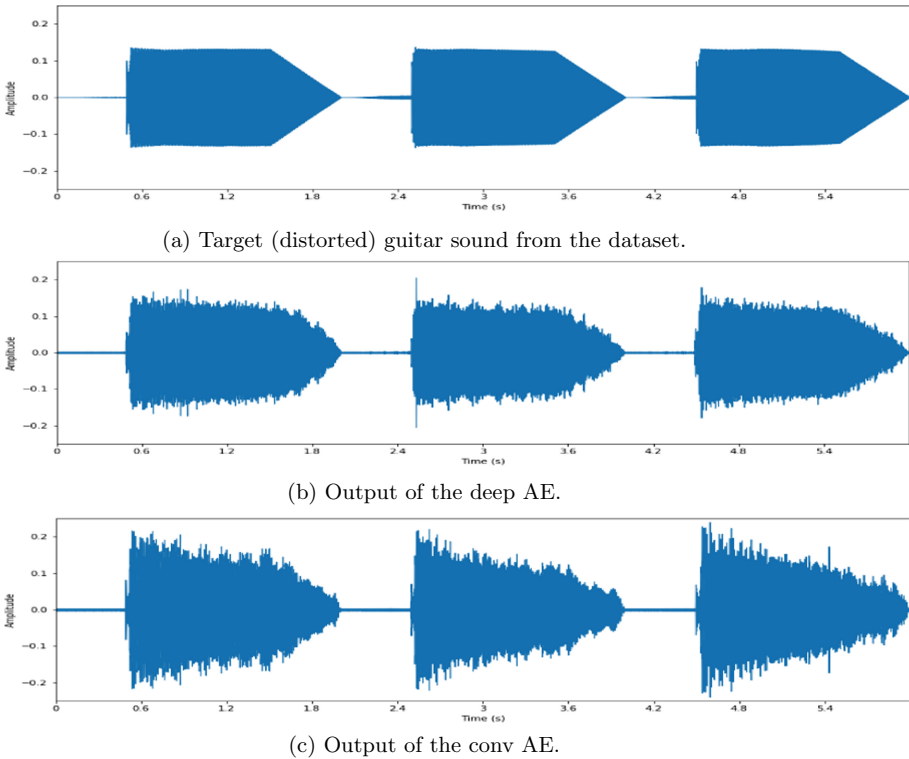 0.2
0.1
0.0
−0.1
−0.2
Amplitude
0 0.6 1.2 1.8 2.4 3 3.6 4.2 4.8 5.4
Time (s)
(a) Target (distorted) guitar sound from the dataset.
0.2
0.1
0.0
−0.1
−0.2
Amplitude
0 0.6 1.2 1.8 2.4 3 3.6 4.2 4.8 5.4
Time (s)
(b) Output of the deep AE.
0.2
0.1
0.0
−0.1
−0.2
Amplitude
0 0.6 1.2 1.8 2.4 3 3.6 4.2 4.8 5.4
Time (s)
(c) Output of the conv AE.